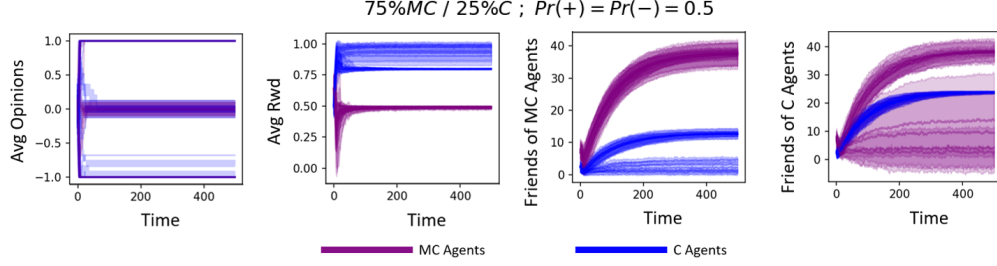 75%MC / 25%C ; Pr(+) = Pr(−) = 0.5
Avg Opinions
1.0
0.5
0.0
−0.5
−1.0
0
200
400
Time
Avg Rwd
1.00
0.75
0.50
0.25
0.00
0
200
400
Time
Friends of MC Agents
40
30
20
10
0
0
200
400
Time
Friends of C Agents
40
30
20
10
0
0
200
400
Time
MC Agents
C Agents